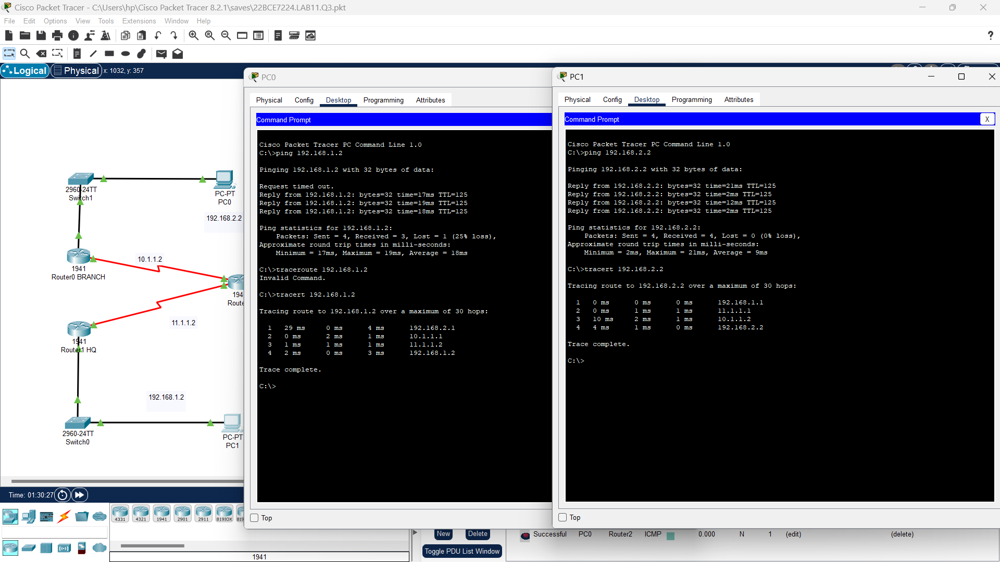 Cisco Packet Tracer - C:\Users\hp\Cisco Packet Tracer 8.2.1\saves\22BCE7224.LAB11.Q3.pkt
File Edit Options View Tools Extensions Window Help
?
Logical Physical x: 1032, y: 357
2960-24TT
Switch1
PC-PT
PC0
192.168.2.2
1941
Router0 BRANCH
10.1.1.2
194
Route
11.1.1.2
1941
Router1 HQ
192.168.1.2
2960-24TT
Switch0
PC-PT
PC1
PC0
Physical Config Desktop Programming Attributes
Command Prompt
Cisco Packet Tracer PC Command Line 1.0
C:\>ping 192.168.1.2
Pinging 192.168.1.2 with 32 bytes of data:
Request timed out.
Reply from 192.168.1.2: bytes=32 time=17ms TTL=125
Reply from 192.168.1.2: bytes=32 time=19ms TTL=125
Reply from 192.168.1.2: bytes=32 time=18ms TTL=125
Ping statistics for 192.168.1.2:
Packets: Sent = 4, Received = 3, Lost = 1 (25% loss),
Approximate round trip times in milli-seconds:
Minimum = 17ms, Maximum = 19ms, Average = 18ms
C:\>traceroute 192.168.1.2
Invalid Command.
C:\>tracert 192.168.1.2
Tracing route to 192.168.1.2 over a maximum of 30 hops:
1 29 ms 0 ms 4 ms 192.168.2.1
2 0 ms 2 ms 1 ms 10.1.1.1
3 1 ms 1 ms 1 ms 11.1.1.2
4 2 ms 0 ms 3 ms 192.168.1.2
Trace complete.
C:\>
Top
PC1
Physical Config Desktop Programming Attributes
Command Prompt X
Cisco Packet Tracer PC Command Line 1.0
C:\>ping 192.168.2.2
Pinging 192.168.2.2 with 32 bytes of data:
Reply from 192.168.2.2: bytes=32 time=21ms TTL=125
Reply from 192.168.2.2: bytes=32 time=2ms TTL=125
Reply from 192.168.2.2: bytes=32 time=12ms TTL=125
Reply from 192.168.2.2: bytes=32 time=2ms TTL=125
Ping statistics for 192.168.2.2:
Packets: Sent = 4, Received = 4, Lost = 0 (0% loss),
Approximate round trip times in milli-seconds:
Minimum = 2ms, Maximum = 21ms, Average = 9ms
C:\>tracert 192.168.2.2
Tracing route to 192.168.2.2 over a maximum of 30 hops:
1 0 ms 0 ms 0 ms 192.168.1.1
2 0 ms 1 ms 1 ms 11.1.1.1
3 10 ms 2 ms 1 ms 10.1.1.2
4 4 ms 1 ms 0 ms 192.168.2.2
Trace complete.
C:\>
Top
Time: 01:30:27
4331 4321 1941 2901 2911 819IOX 819
1941
New Delete
Toggle PDU List Window
Successful PC0 Router2 ICMP 0.000 N 1 (edit) (delete)